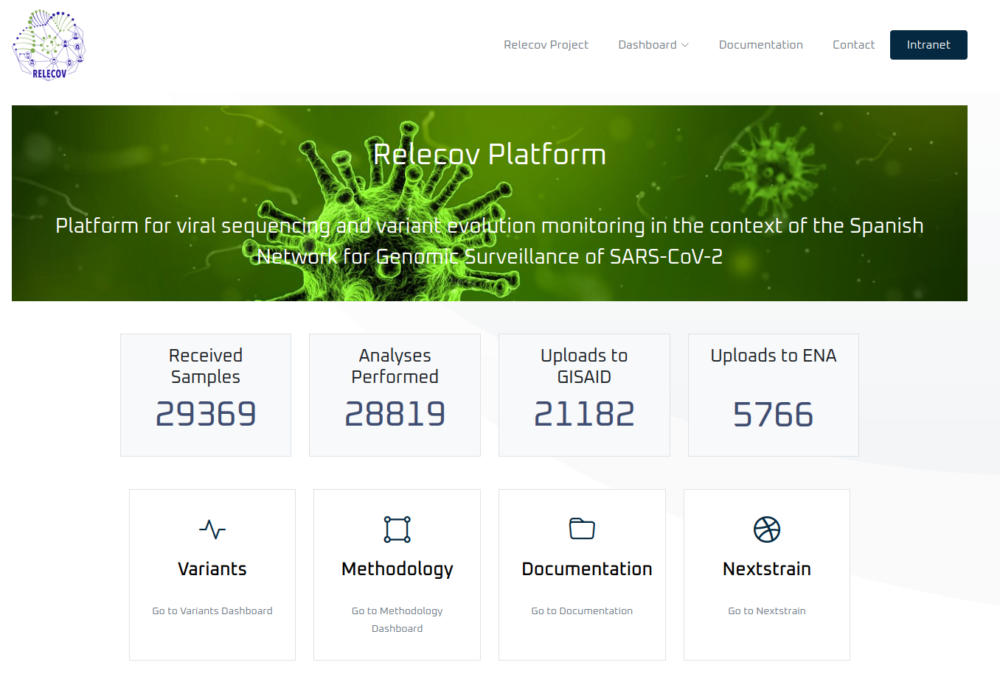 RELECOV
Relecov Project
Dashboard
Documentation
Contact
Intranet
Relecov Platform
Platform for viral sequencing and variant evolution monitoring in the context of the Spanish
Network for Genomic Surveillance of SARS-CoV-2
Received
Samples
29369
Analyses
Performed
28819
Uploads to
GISAID
21182
Uploads to ENA
5766
Variants
Go to Variants Dashboard
Methodology
Go to Methodology
Dashboard
Documentation
Go to Documentation
Nextstrain
Go to Nextstrain